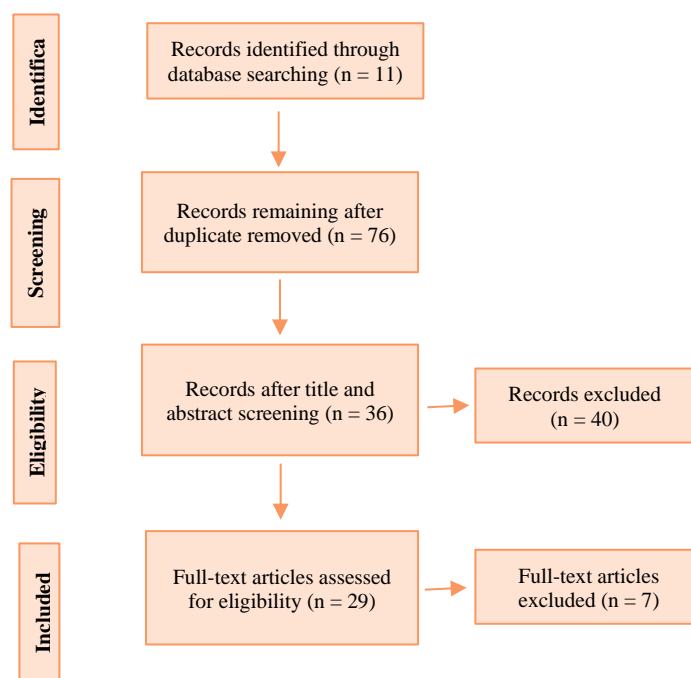 Identifica
Records identified through
database searching (n = 11)
Screening
Records remaining after
duplicate removed (n = 76)
Eligibility
Records after title and
abstract screening (n = 36)
Records excluded
(n = 40)
Included
Full-text articles assessed
for eligibility (n = 29)
Full-text articles
excluded (n = 7)